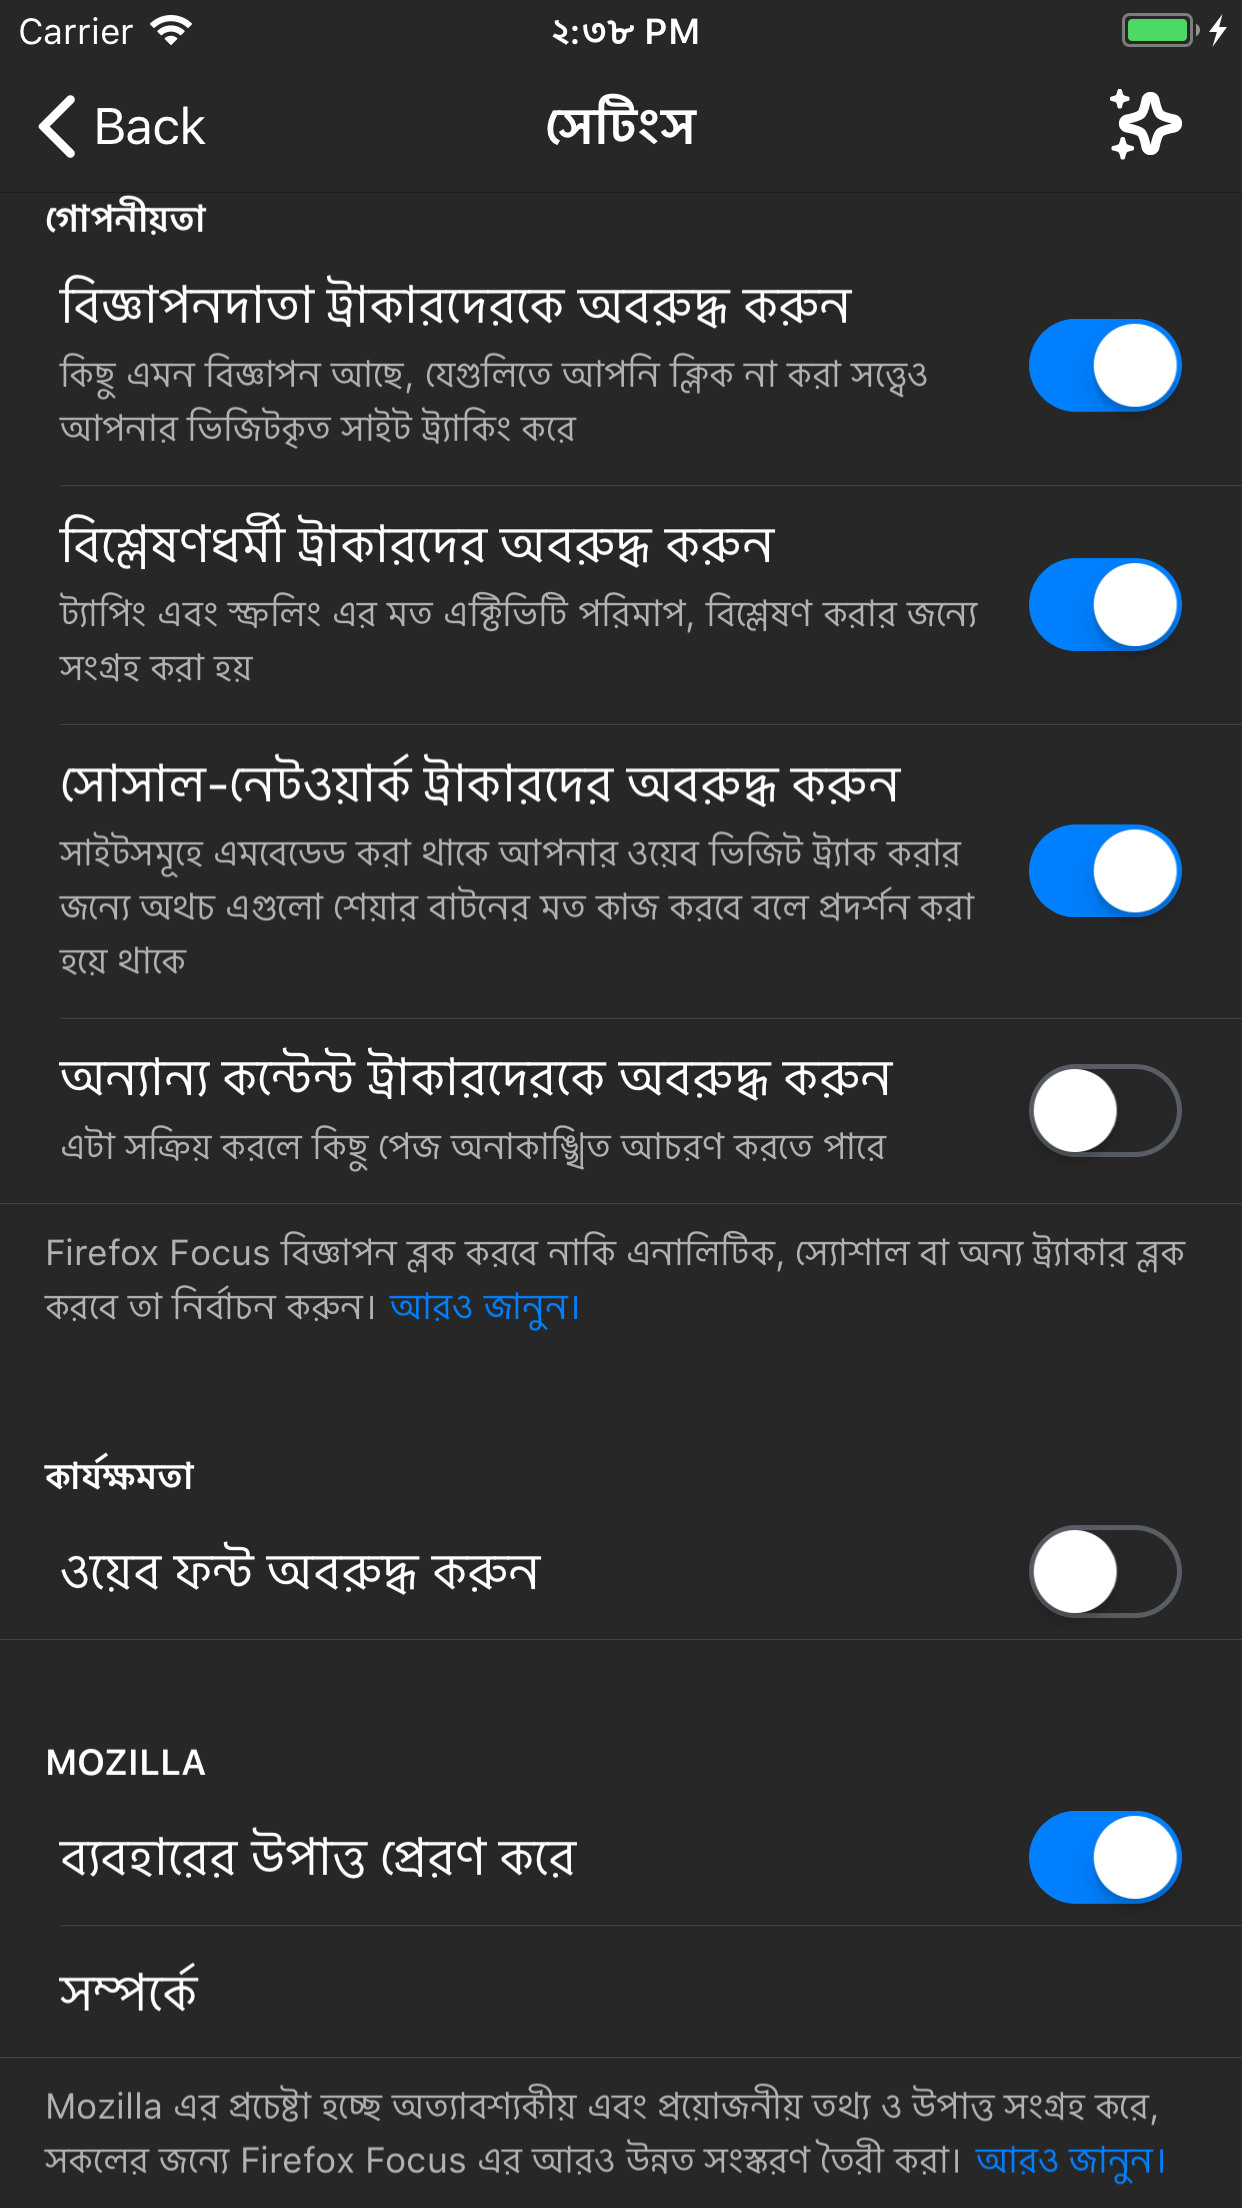 Carrier ২:৩৮ PM
Back সেটিংস
গোপনীয়তা
বিজ্ঞাপনদাতা ট্রাকারদেরকে অবরুদ্ধ করুন
কিছু এমন বিজ্ঞাপন আছে, যেগুলিতে আপনি ক্লিক না করা সত্ত্বেও
আপনার ভিজিটকৃত সাইট ট্র্যাকিং করে
বিশ্লেষণধর্মী ট্রাকারদের অবরুদ্ধ করুন
ট্যাপিং এবং স্ক্রলিং এর মত এক্টিভিটি পরিমাপ, বিশ্লেষণ করার জন্যে
সংগ্রহ করা হয়
সোসাল-নেটওয়ার্ক ট্রাকারদের অবরুদ্ধ করুন
সাইটসমূহে এমবেডেড করা থাকে আপনার ওয়েব ভিজিট ট্র্যাক করার
জন্যে অথচ এগুলো শেয়ার বাটনের মত কাজ করবে বলে প্রদর্শন করা
হয়ে থাকে
অন্যান্য কন্টেন্ট ট্রাকারদেরকে অবরুদ্ধ করুন
এটা সক্রিয় করলে কিছু পেজ অনাকাঙ্খিত আচরণ করতে পারে
Firefox Focus বিজ্ঞাপন ব্লক করবে নাকি এনালিটিক, স্যোশাল বা অন্য ট্র্যাকার ব্লক
করবে তা নির্বাচন করুন। আরও জানুন।
কার্যক্ষমতা
ওয়েব ফন্ট অবরুদ্ধ করুন
MOZILLA
ব্যবহারের উপাত্ত প্রেরণ করে
সম্পর্কে
Mozilla এর প্রচেষ্টা হচ্ছে অত্যাবশ্যকীয় এবং প্রয়োজনীয় তথ্য ও উপাত্ত সংগ্রহ করে,
সকলের জন্যে Firefox Focus এর আরও উন্নত সংস্করণ তৈরী করা। আরও জানুন।